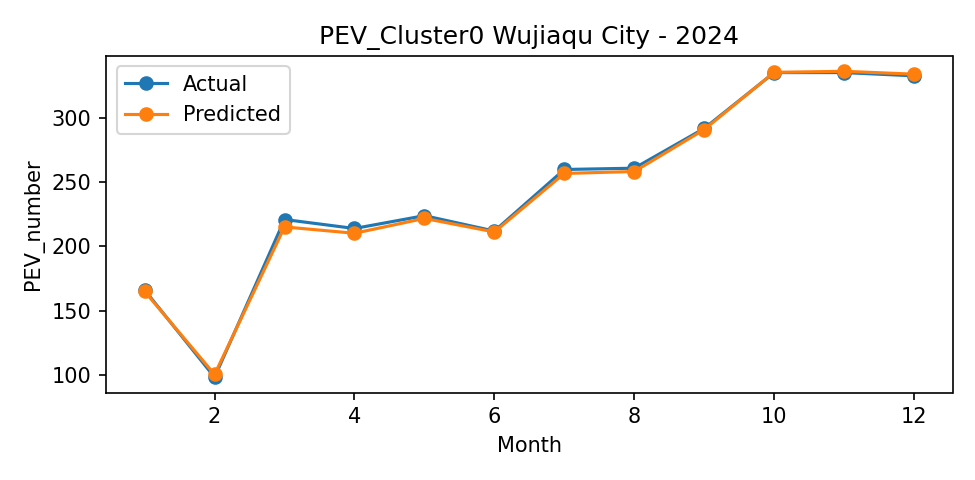 PEV_Cluster0 Wujiaqu City - 2024
Actual
Predicted
PEV_number
300
250
200
150
100
2 4 6 8 10 12
Month